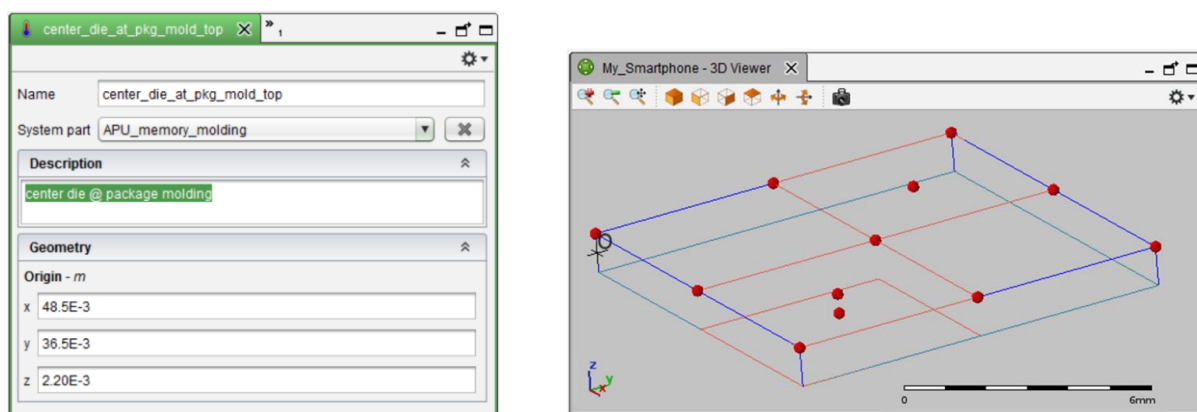 center_die_at_pkg_mold_top
» 1
Name
center_die_at_pkg_mold_top
System part
APU_memory_molding
Description
center die @ package molding
Geometry
Origin - m
x 48.5E-3
y 36.5E-3
z 2.20E-3
My_Smartphone - 3D Viewer
O
z
y
x
0
6mm